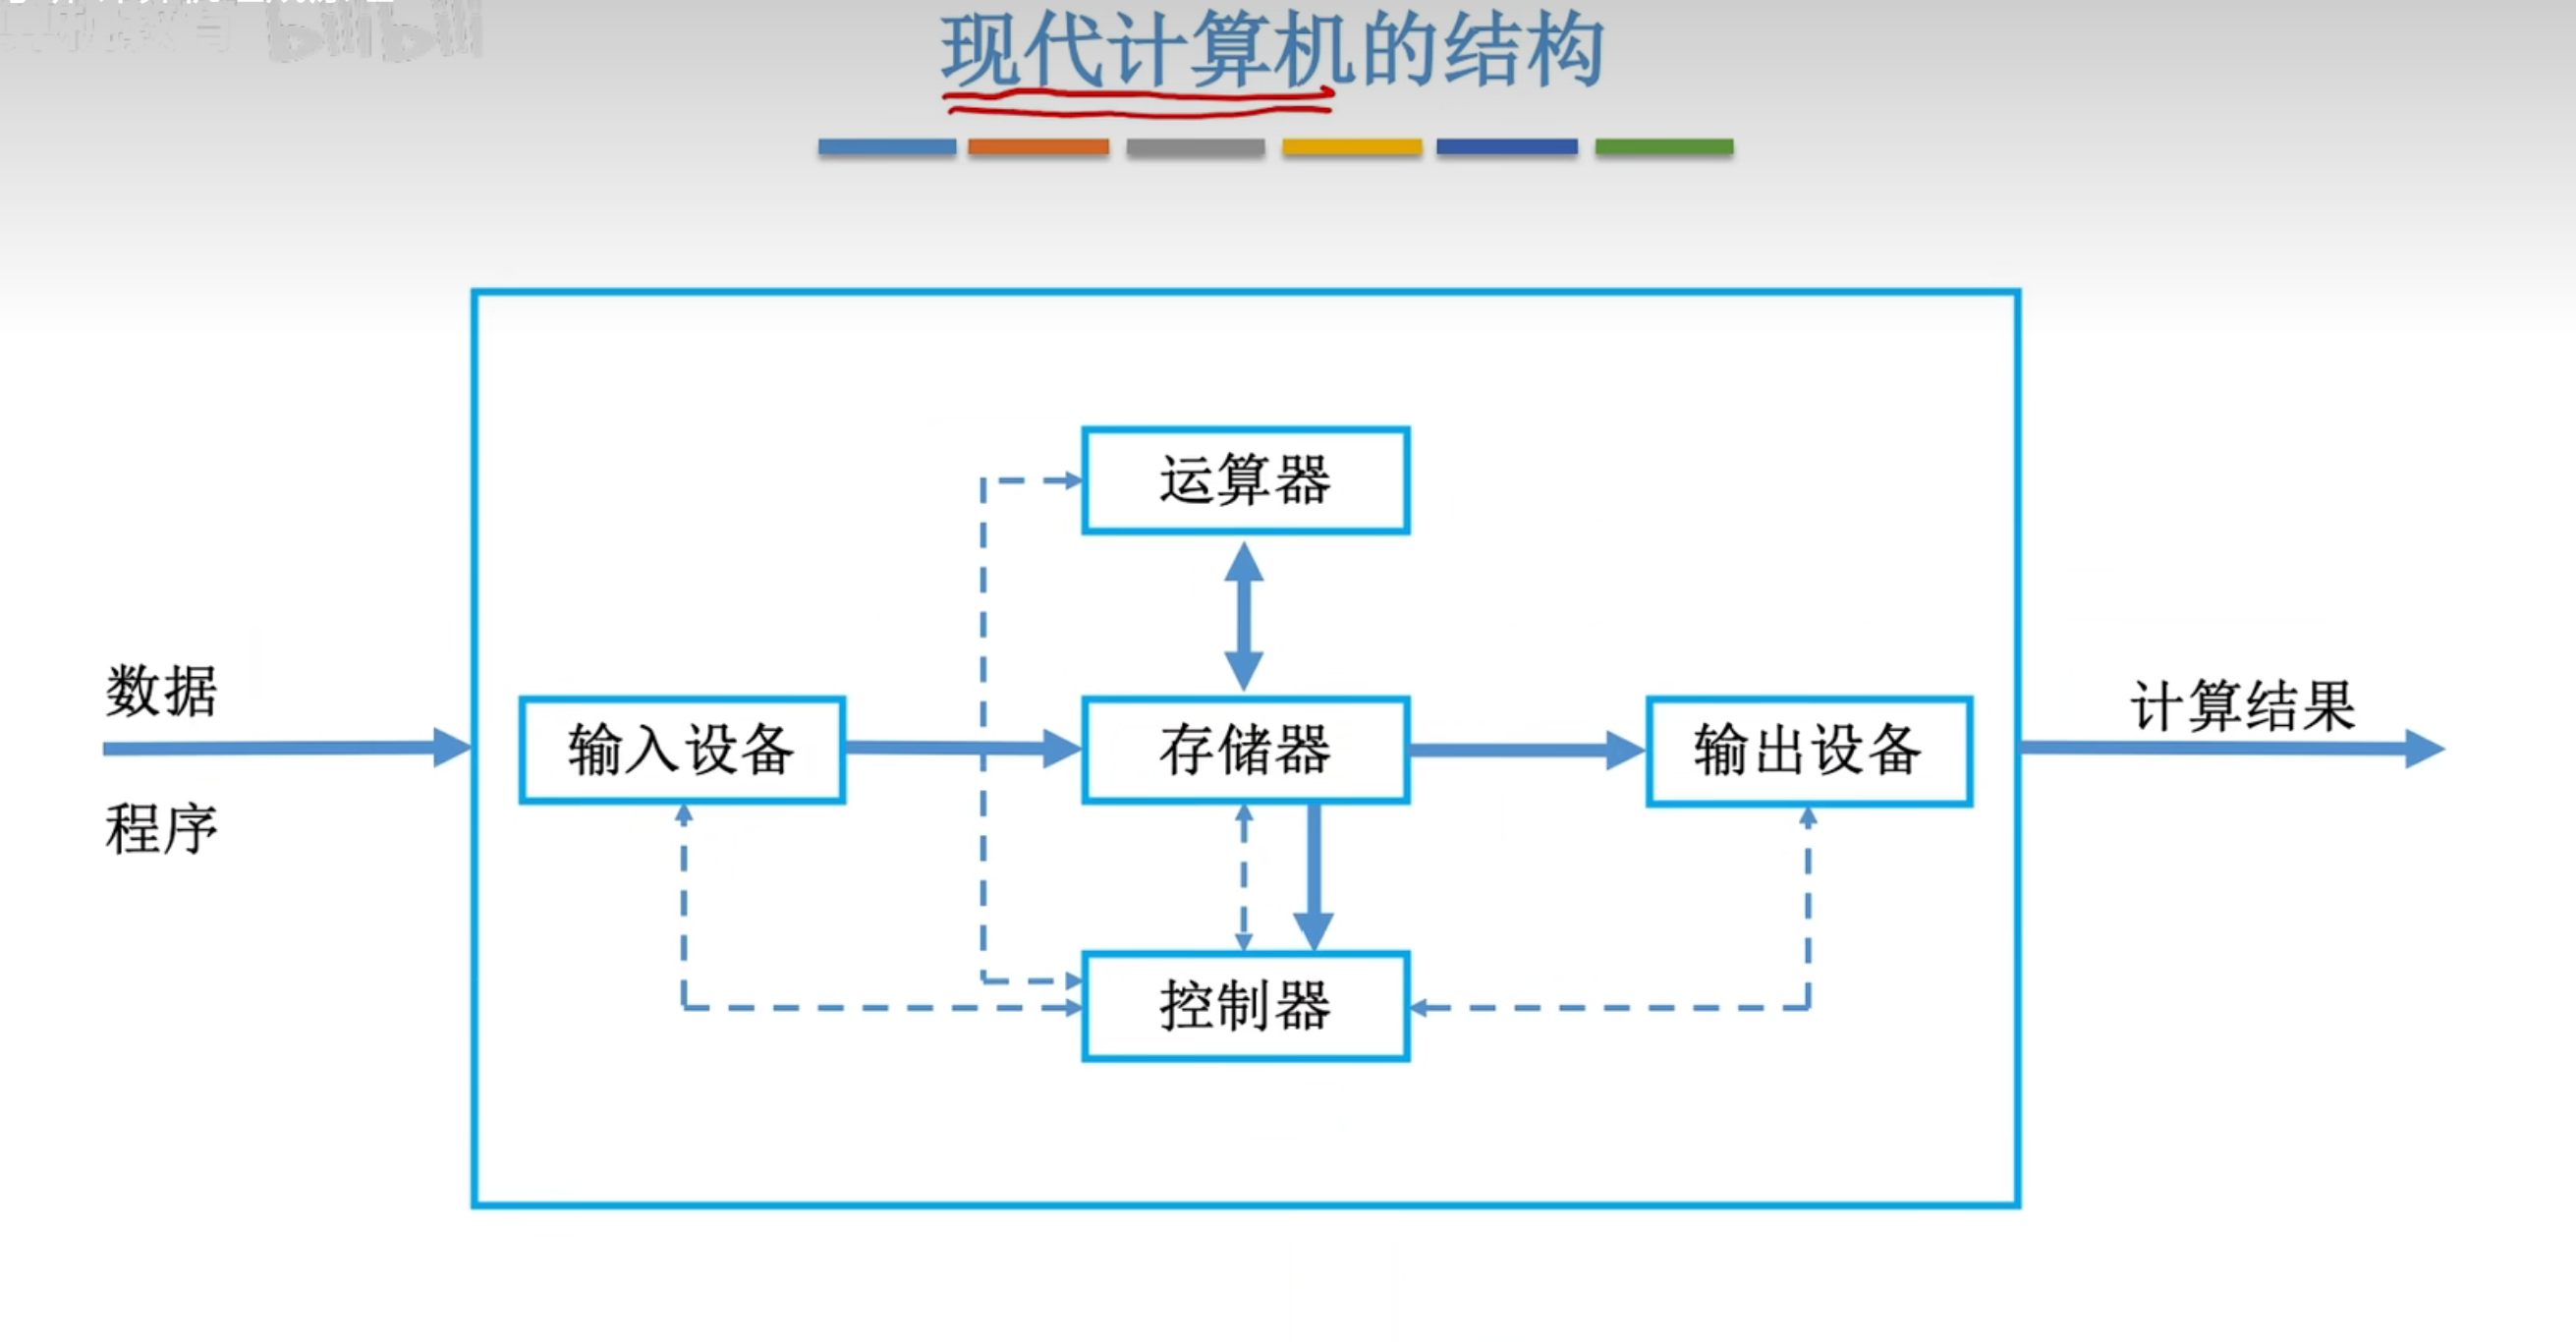 bilibili
现代计算机的结构
运算器
数据
程序
输入设备
存储器
输出设备
计算结果
控制器